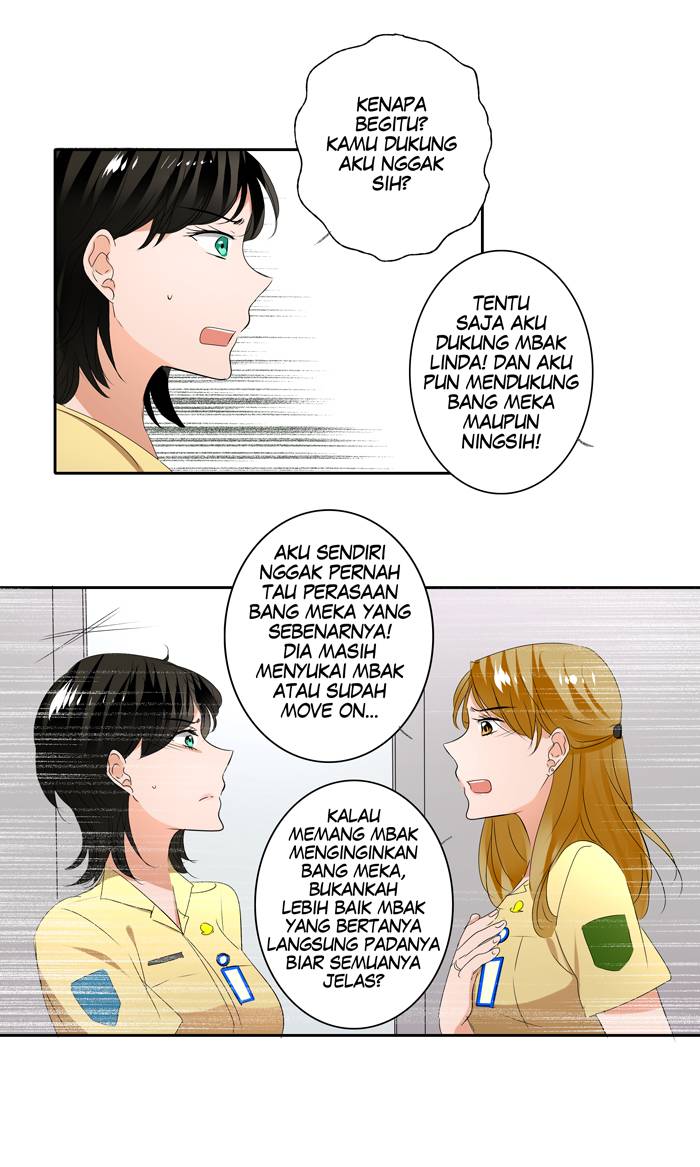 KENAPA
BEGITU?
KAMU DUKUNG
AKU NGGAK
SIH?
TENTU
SAJA AKU
DUKUNG MBAK
LINDA! DAN AKU
PUN MENDUKUNG
BANG MEKA
MAUPUN
NINGSIH!
AKU SENDIRI
NGGAK PERNAH
TAU PERASAAN
BANG MEKA YANG
SEBENARNYA!
DIA MASIH
MENYUKAI MBAK
ATAU SUDAH
MOVE ON...
KALAU
MEMANG MBAK
MENGINGINKAN
BANG MEKA,
BUKANKAH
LEBIH BAIK MBAK
YANG BERTANYA
LANGSUNG PADANYA
BIAR SEMUANYA
JELAS?